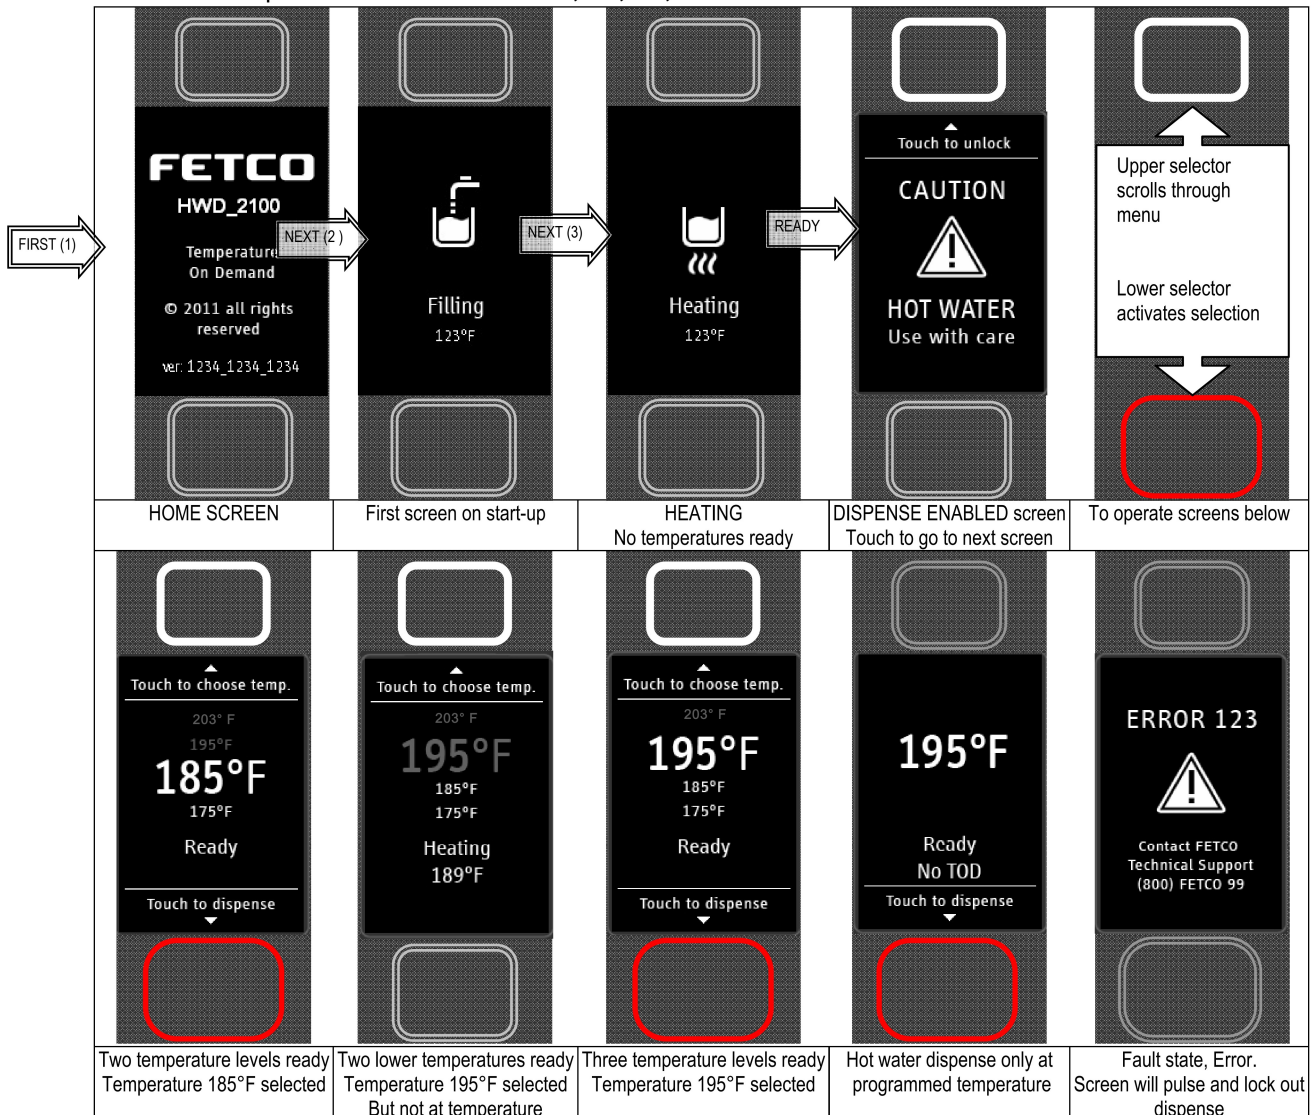 FIRST (1)
FETCO
HWD_2100
Temperature
On Demand
© 2011 all rights
reserved
ver: 1234_1234_1234
HOME SCREEN
NEXT (2 )
Filling
123°F
First screen on start-up
NEXT (3)
Heating
123°F
HEATING
No temperatures ready
READY
Touch to unlock
CAUTION
HOT WATER
Use with care
DISPENSE ENABLED screen
Touch to go to next screen
Upper selector
scrolls through
menu
Lower selector
activates selection
To operate screens below
Touch to choose temp.
203° F
195°F
185°F
175°F
Ready
Touch to dispense
Two temperature levels ready
Temperature 185°F selected
Touch to choose temp.
203° F
195°F
185°F
175°F
Heating
189°F
Two lower temperatures ready
Temperature 195°F selected
But not at temperature
Touch to choose temp.
203° F
195°F
185°F
175°F
Ready
Touch to dispense
Three temperature levels ready
Temperature 195°F selected
195°F
Ready
No TOD
Touch to dispense
Hot water dispense only at
programmed temperature
ERROR 123
Contact FETCO
Technical Support
(800) FETCO 99
Fault state, Error.
Screen will pulse and lock out
dispense